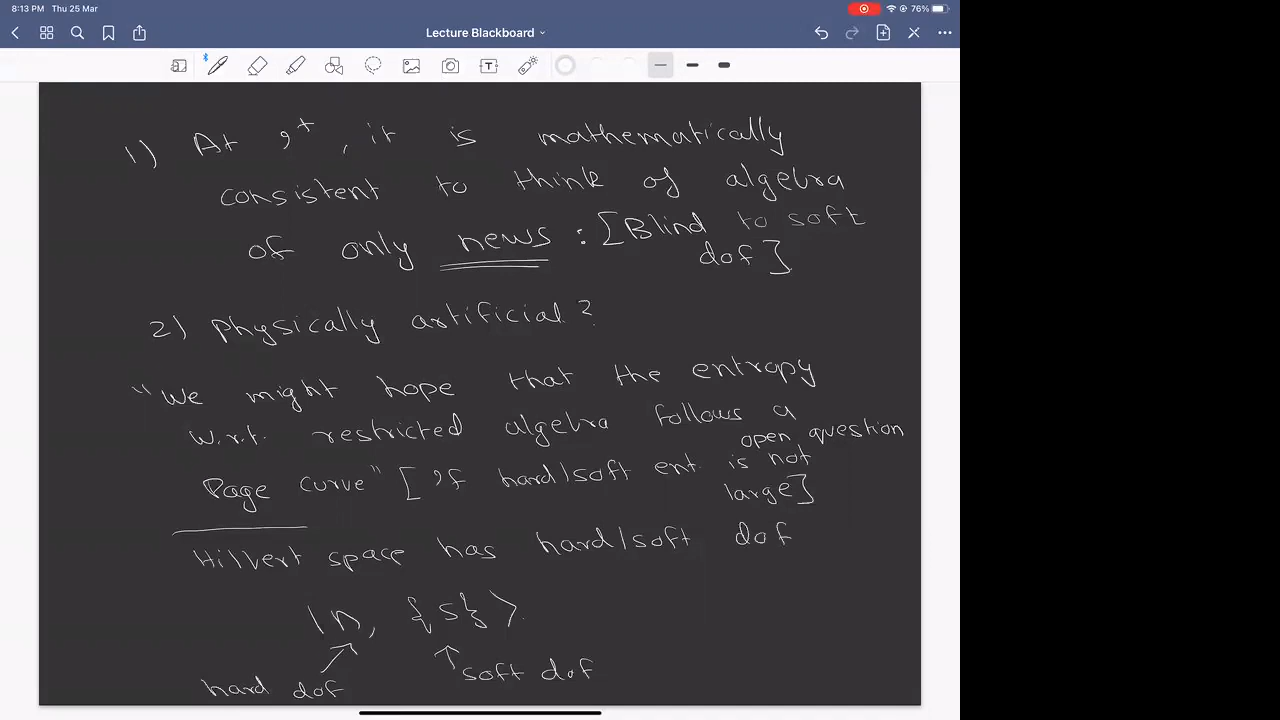 8:13 PM Thu 25 Mar
76%
Lecture Blackboard
1) At 𝓘⁺, it is mathematically
consistent to think of algebra
of only news : [Blind to soft
dof]
2) physically artificial?
"We might hope that the entropy
w.r.t. restricted algebra follows a
open question
Page curve" [if hard/soft ent. is not
large]
Hilbert space has hard/soft dof
|n, {s}⟩
hard dof
soft dof